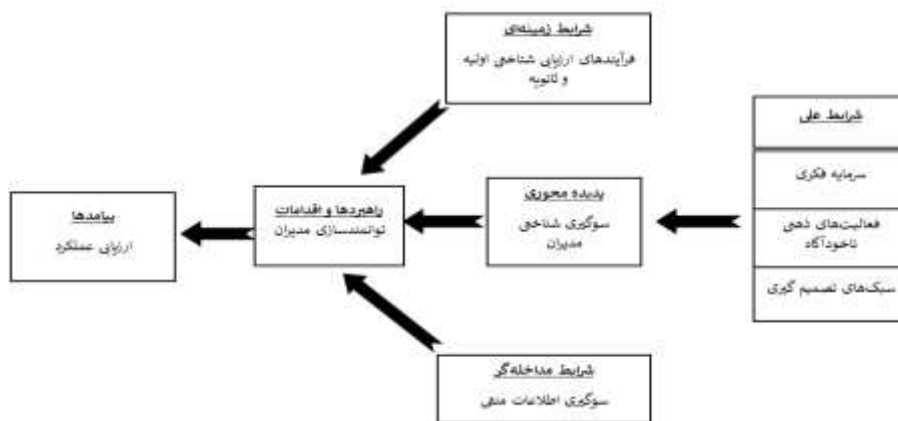 شرایط زمینه‌ای
فرآیندهای ارزیابی شناختی اولیه
و ثانویه
شرایط علی
سرمایه فکری
فعالیت‌های ذهنی
ناخودآگاه
سبک‌های تصمیم گیری
پدیده محوری
سوگیری شناختی
مدیران
راهبردها و اقدامات
توانمندسازی مدیران
پیامدها
ارزیابی عملکرد
شرایط مداخله‌گر
سوگیری اطلاعات منفی